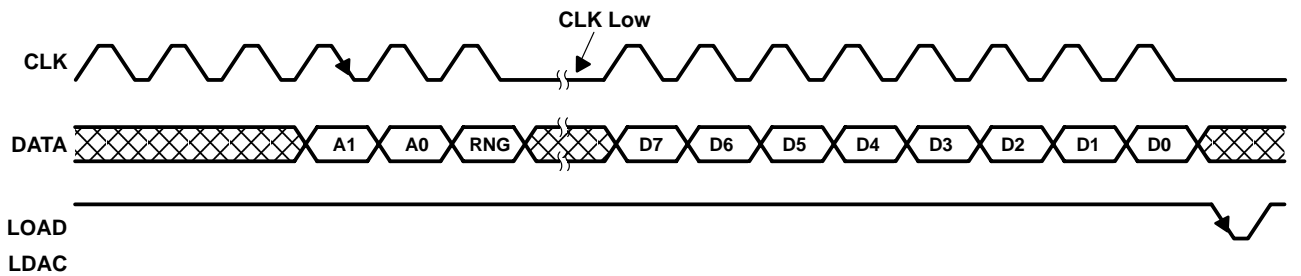 CLK Low
CLK
DATA A1 A0 RNG D7 D6 D5 D4 D3 D2 D1 D0
LOAD
LDAC